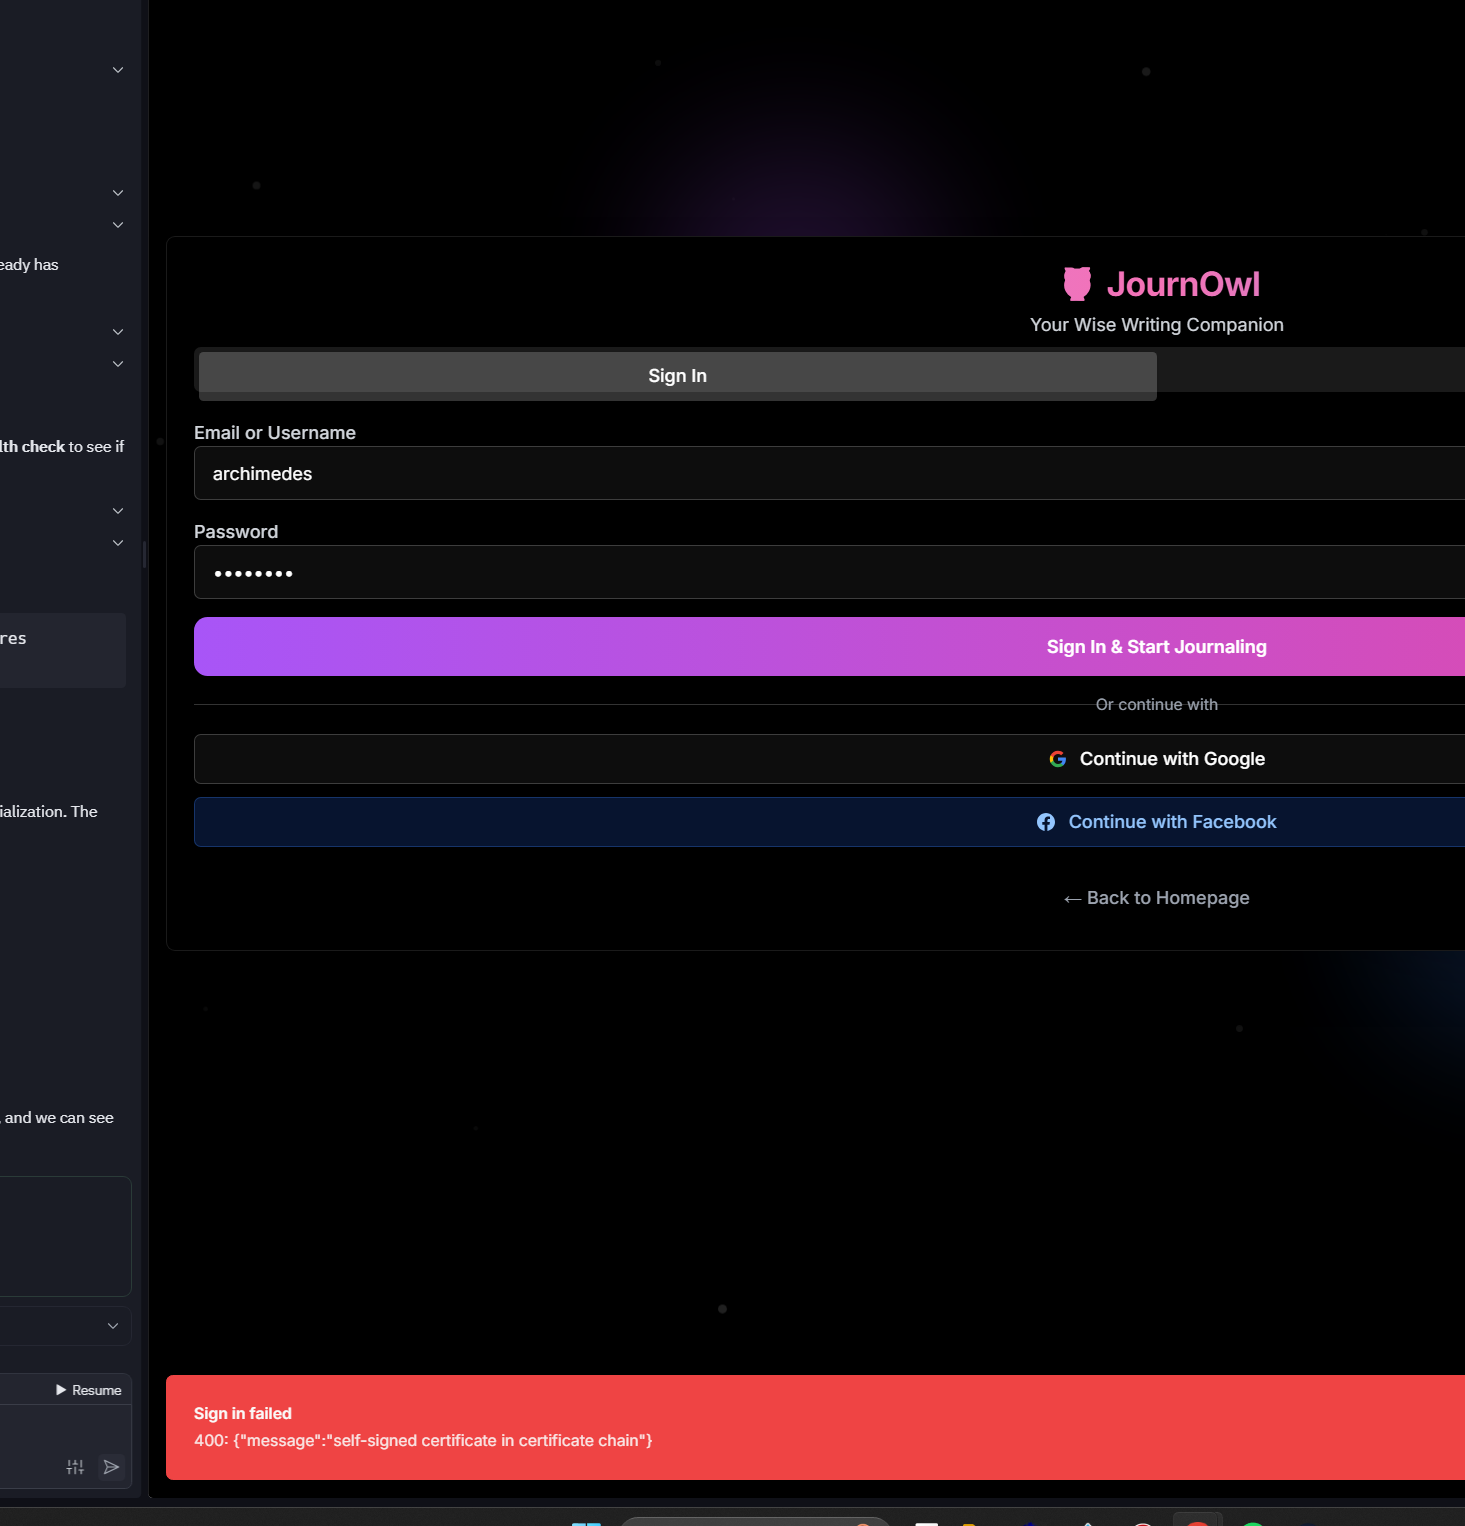 eady has
lth check to see if
res
ialization. The
, and we can see
Resume
JournOwl
Your Wise Writing Companion
Sign In
Email or Username
archimedes
Password
••••••••
Sign In & Start Journaling
Or continue with
Continue with Google
Continue with Facebook
← Back to Homepage
Sign in failed
400: {"message":"self-signed certificate in certificate chain"}